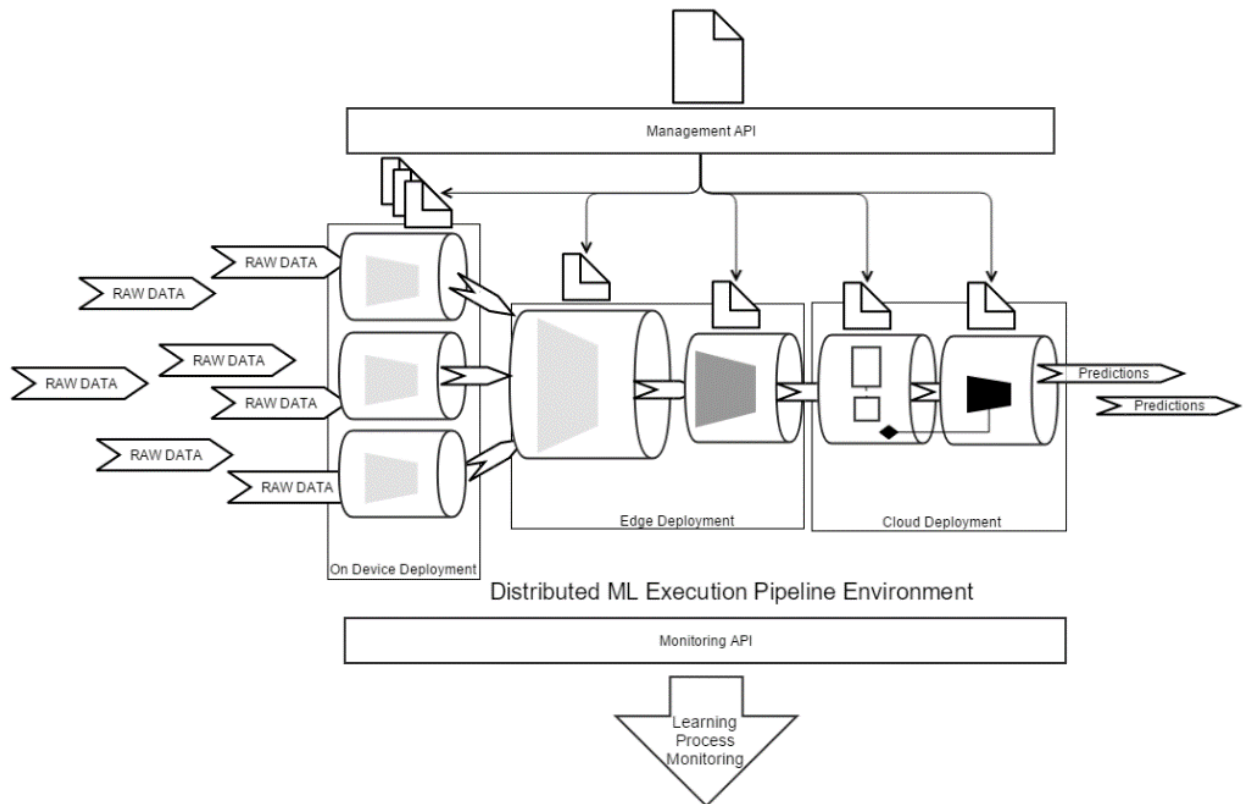 Management API
RAW DATA
RAW DATA
RAW DATA
RAW DATA
RAW DATA
RAW DATA
RAW DATA
Predictions
Predictions
Edge Deployment
Cloud Deployment
On Device Deployment
Distributed ML Execution Pipeline Environment
Monitoring API
Learning
Process
Monitoring